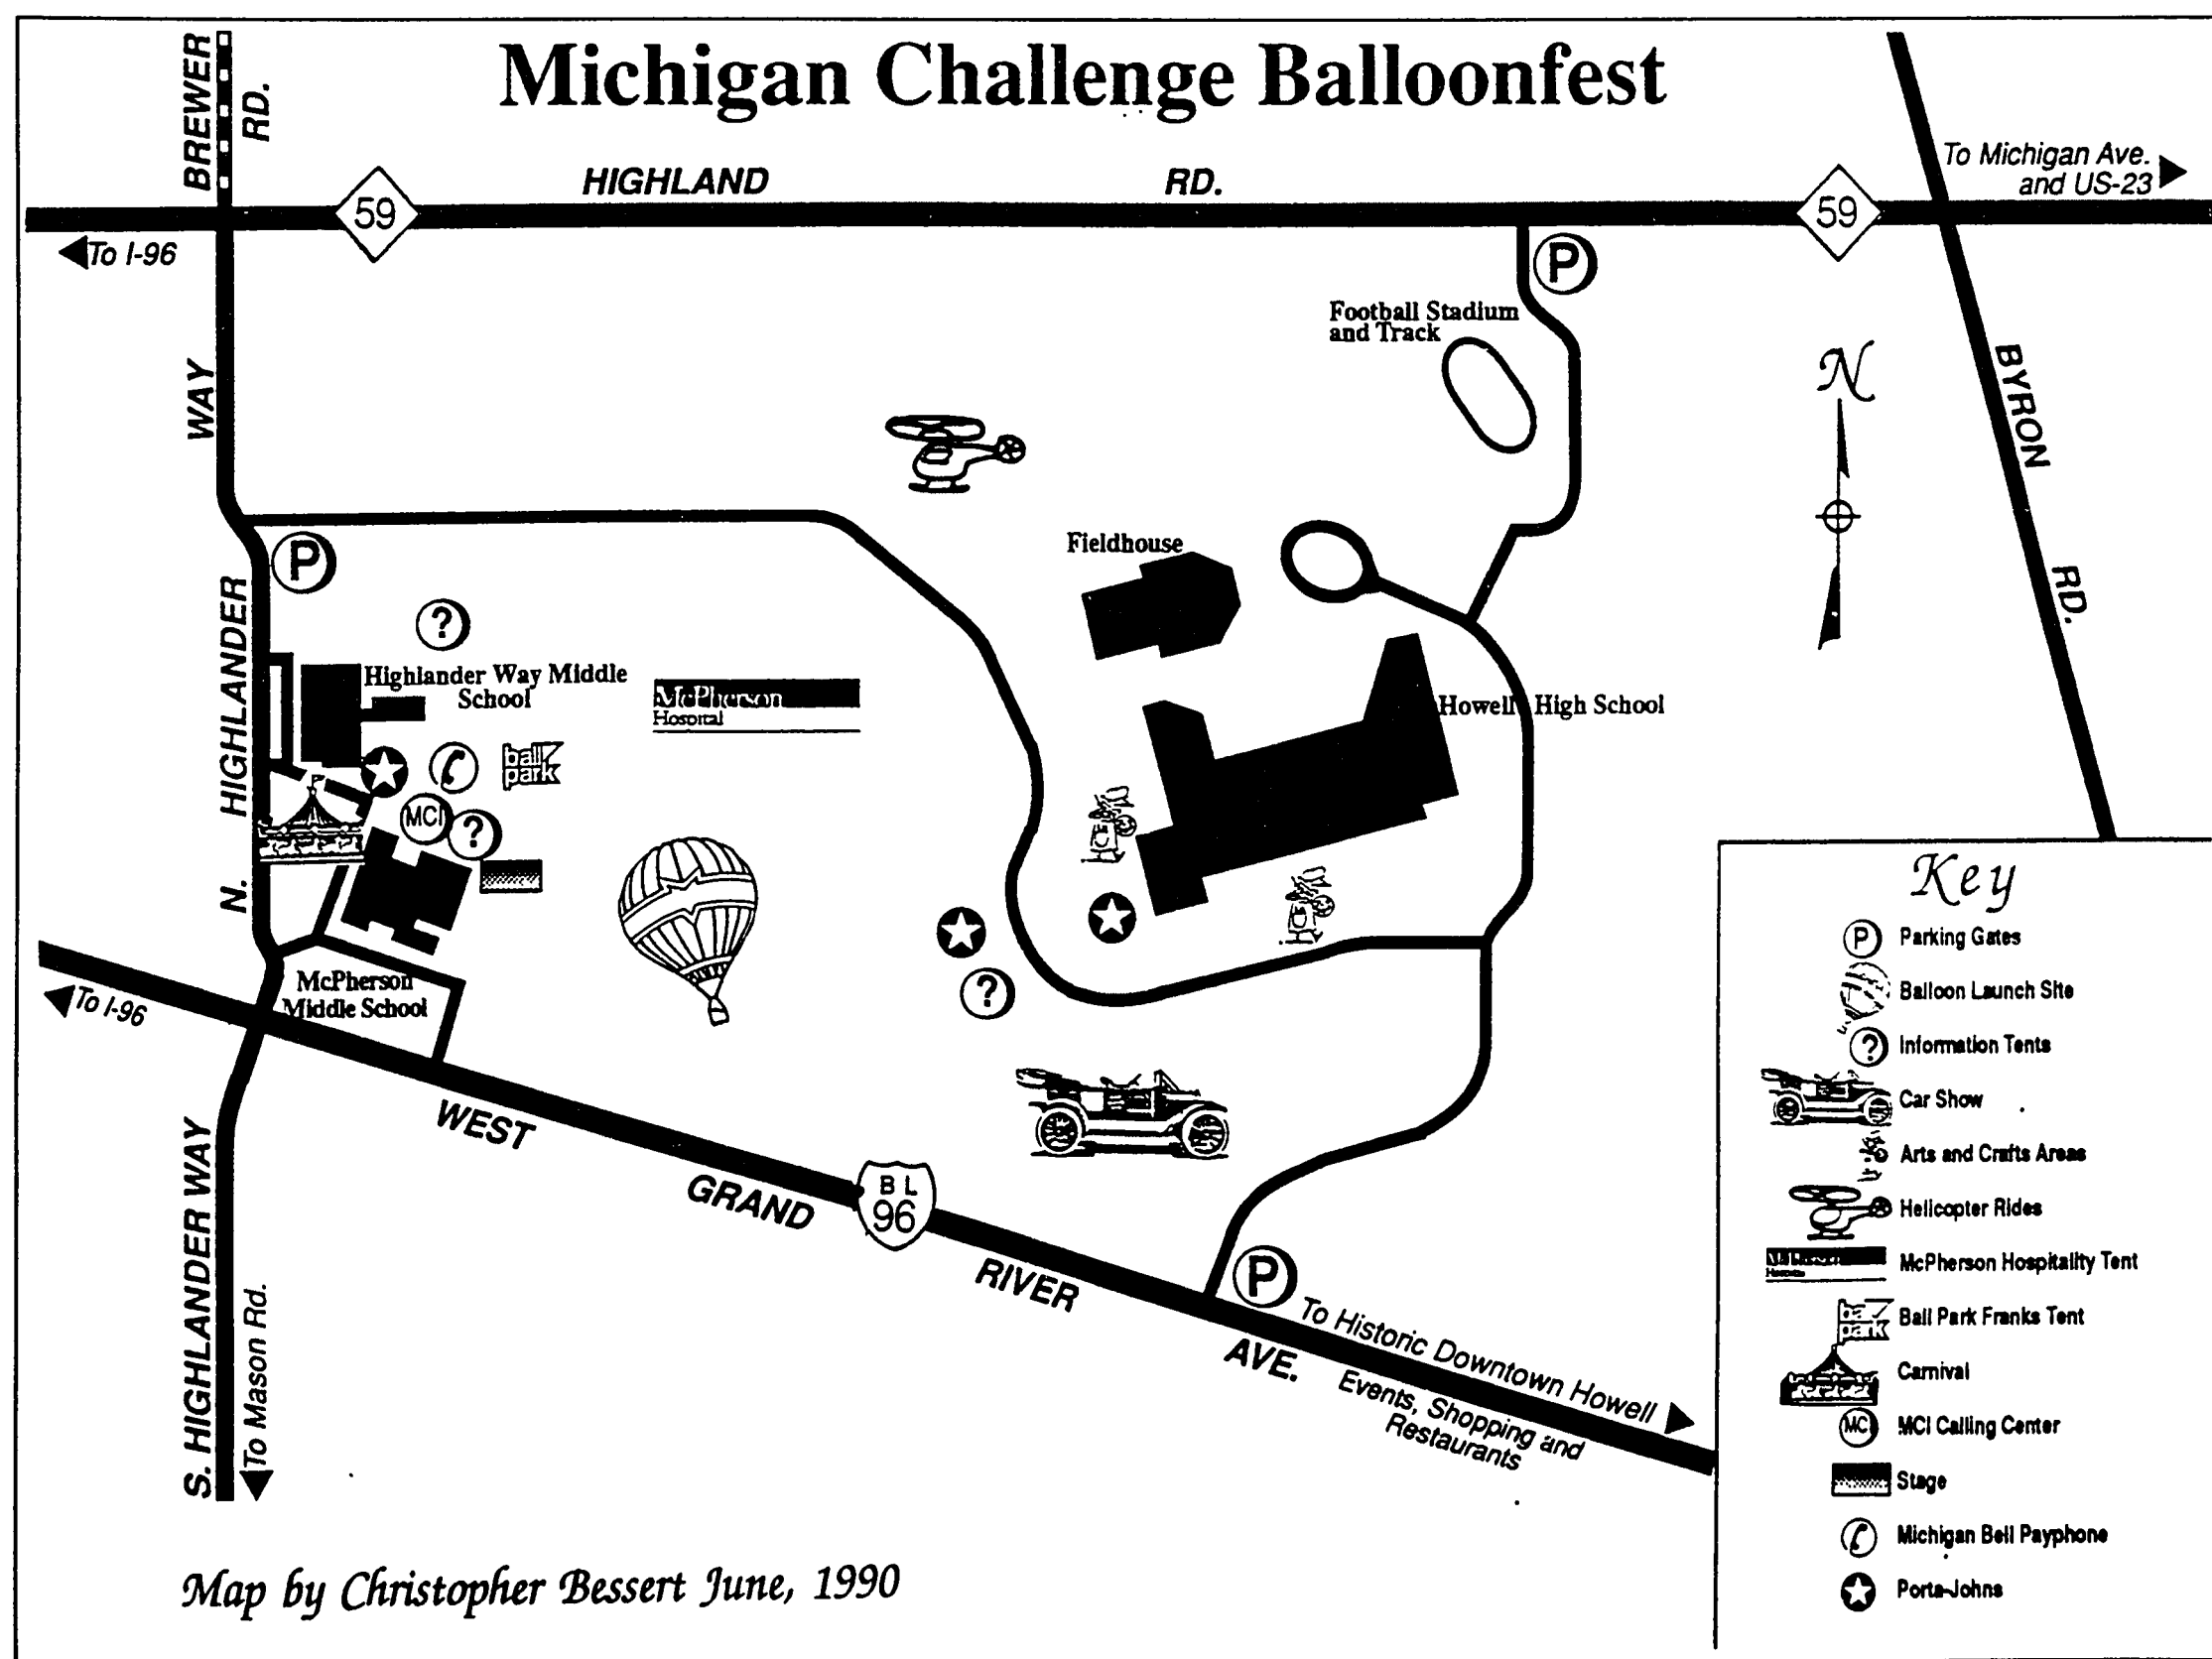 Michigan Challenge Balloonfest
BREWER
RD.
HIGHLAND RD.
59
59
To Michigan Ave.
and US-23
To I-96
P
Football Stadium
and Track
N
WAY
BYRON
RD.
P
Fieldhouse
?
HIGHLANDER
Highlander Way Middle
School
McPherson
Hospital
Howell High School
ball
park
MCI
?
N.
McPherson
Middle School
To I-96
?
WEST
GRAND
B L
96
RIVER
AVE.
P
To Historic Downtown Howell
Events, Shopping and
Restaurants
S. HIGHLANDER WAY
To Mason Rd.
Map by Christopher Bessert June, 1990
Key
P Parking Gates
Balloon Launch Site
? Information Tents
Car Show
Arts and Crafts Areas
Helicopter Rides
McPherson Hospitality Tent
park Ball Park Franks Tent
Carnival
MCI MCI Calling Center
Stage
Michigan Bell Payphone
Porta-Johns